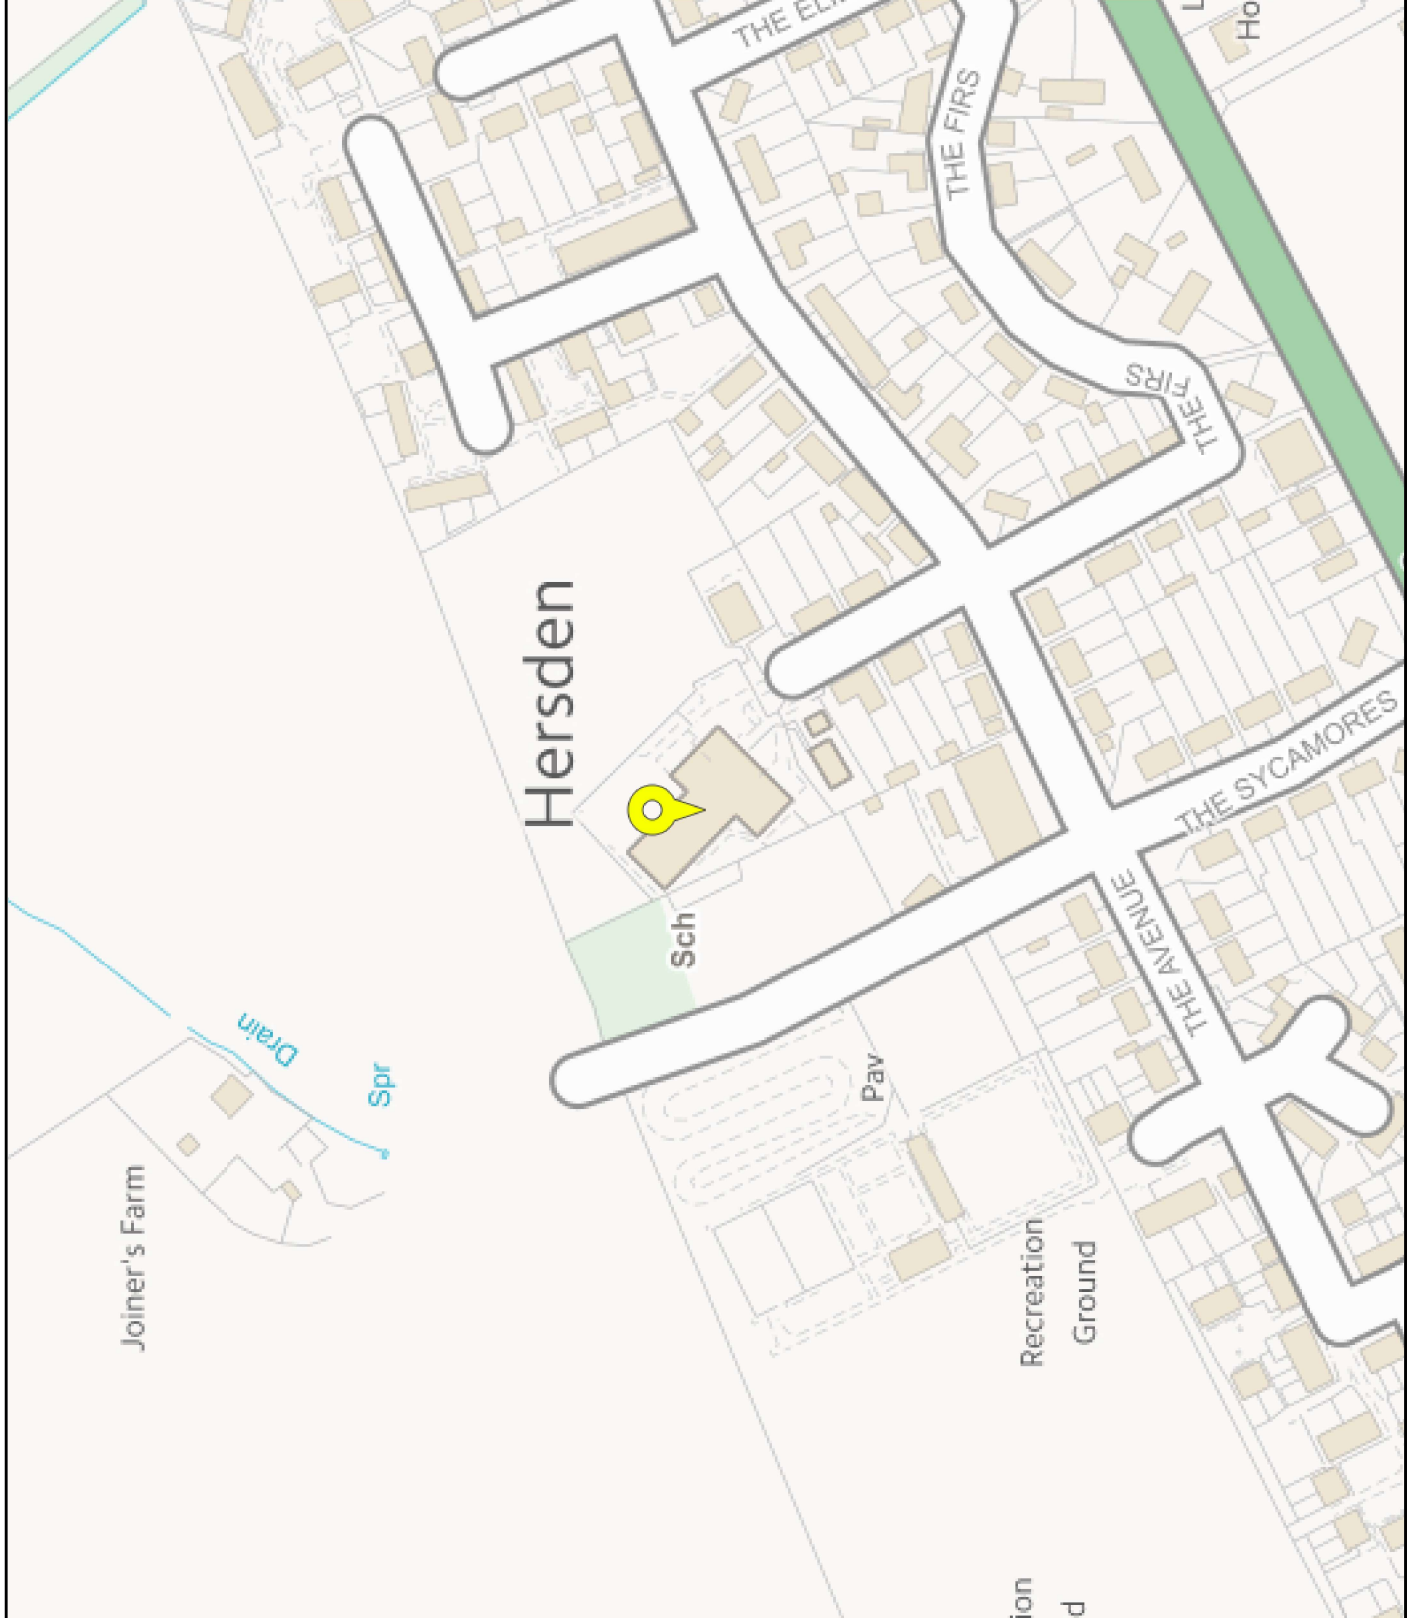 Hersden
Sch
Joiner's Farm
Drain
Spr
Pav
Recreation
Ground
THE FIRS
THE FIRS
THE SYCAMORES
THE AVENUE